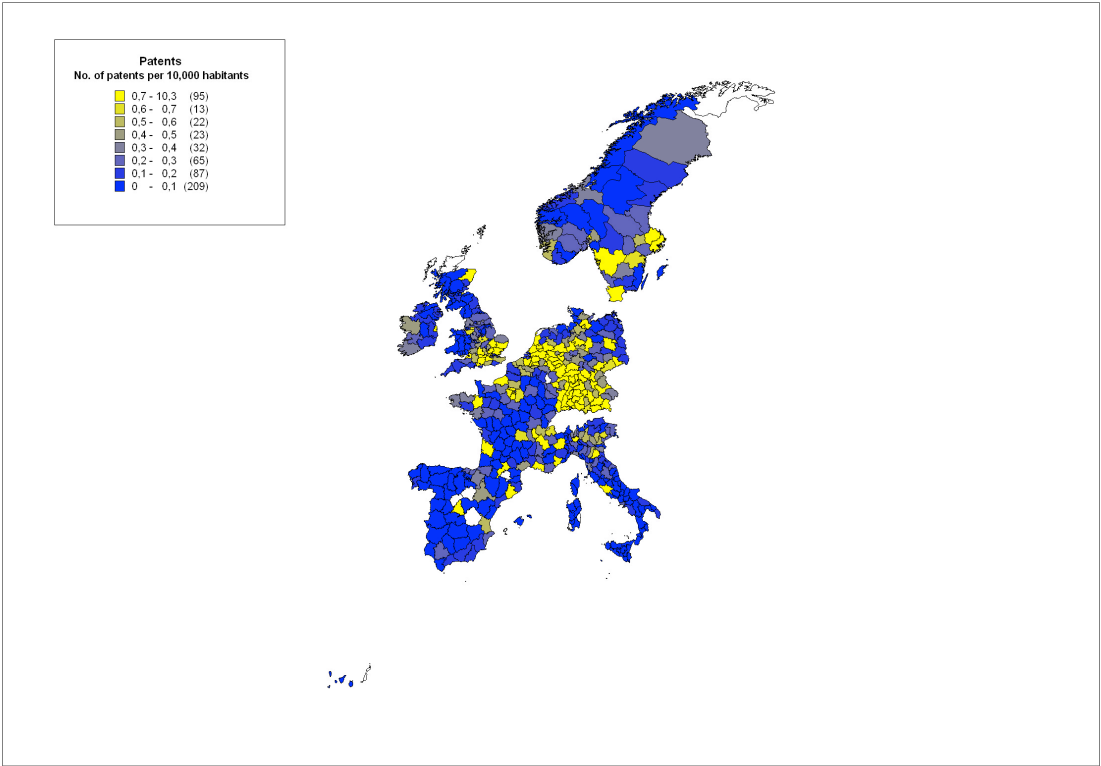 Patents
No. of patents per 10,000 habitants
0,7 - 10,3 (95)
0,6 - 0,7 (13)
0,5 - 0,6 (22)
0,4 - 0,5 (23)
0,3 - 0,4 (32)
0,2 - 0,3 (65)
0,1 - 0,2 (87)
0 - 0,1 (209)